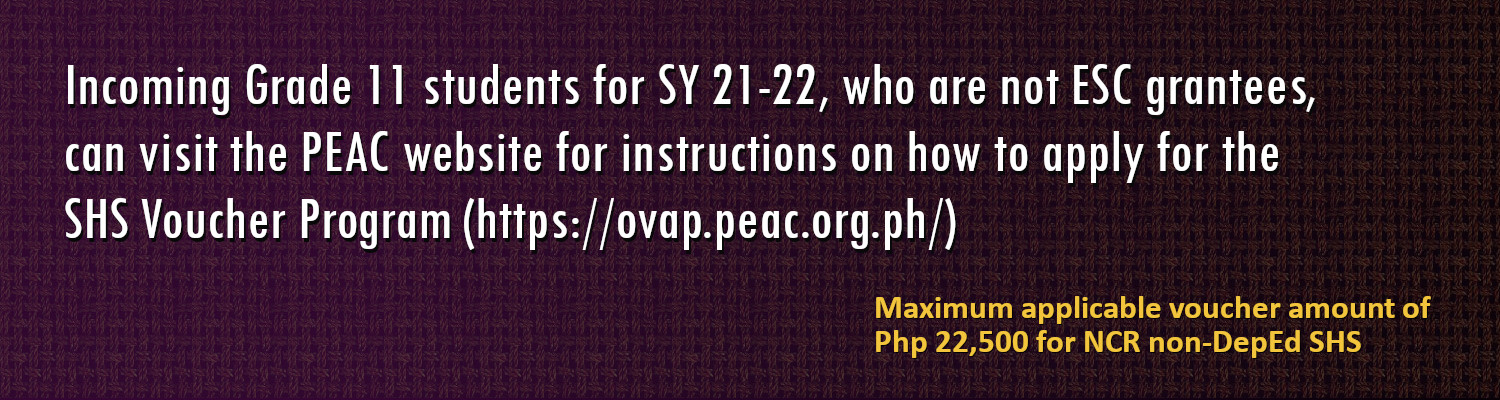 Incoming Grade 11 students for SY 21-22, who are not ESC grantees,
can visit the PEAC website for instructions on how to apply for the
SHS Voucher Program (https://ovap.peac.org.ph/)
Maximum applicable voucher amount of
Php 22,500 for NCR non-DepEd SHS